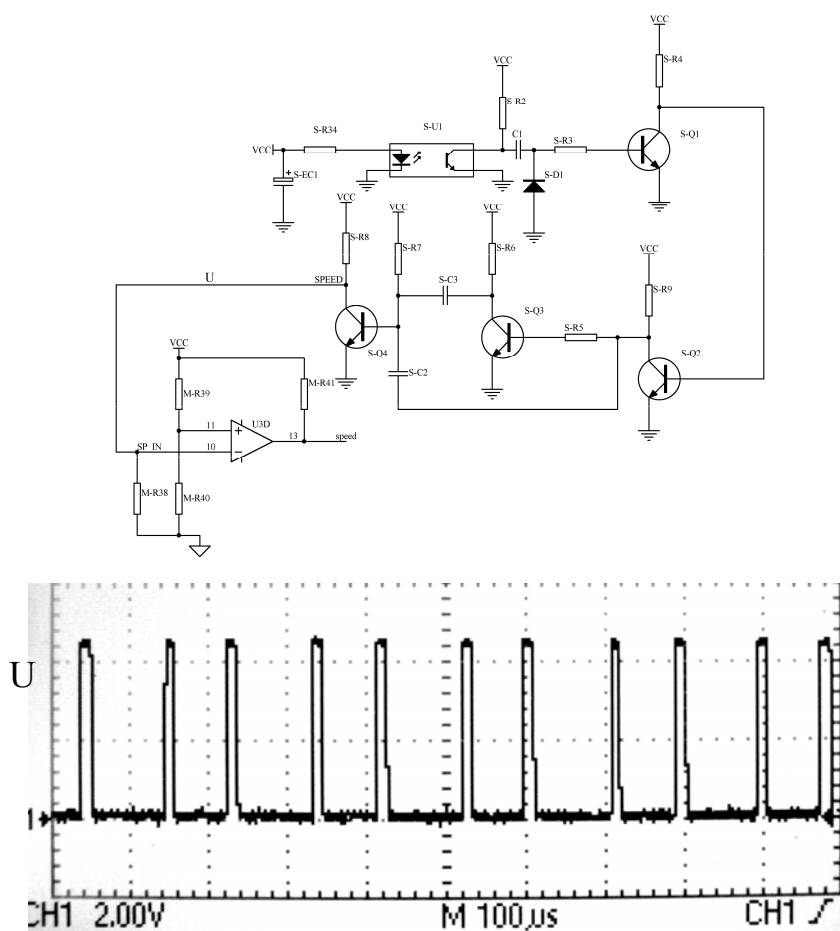 VCC
S-R4
VCC
S-R2
S-R34
S-U1
C1
S-R3
S-Q1
VCC
+
S-EC1
S-D1
VCC
VCC
VCC
S-R8
S-R7
S-R6
VCC
U
SPEED
S-C3
S-R9
S-Q3
S-R5
S-Q4
S-Q2
VCC
S-C2
M-R39
M-R41
U3D
11
+
13
speed
SP_IN
10
−
M-R38
M-R40
U
1
CH1 2.00V
M 100µs
CH1